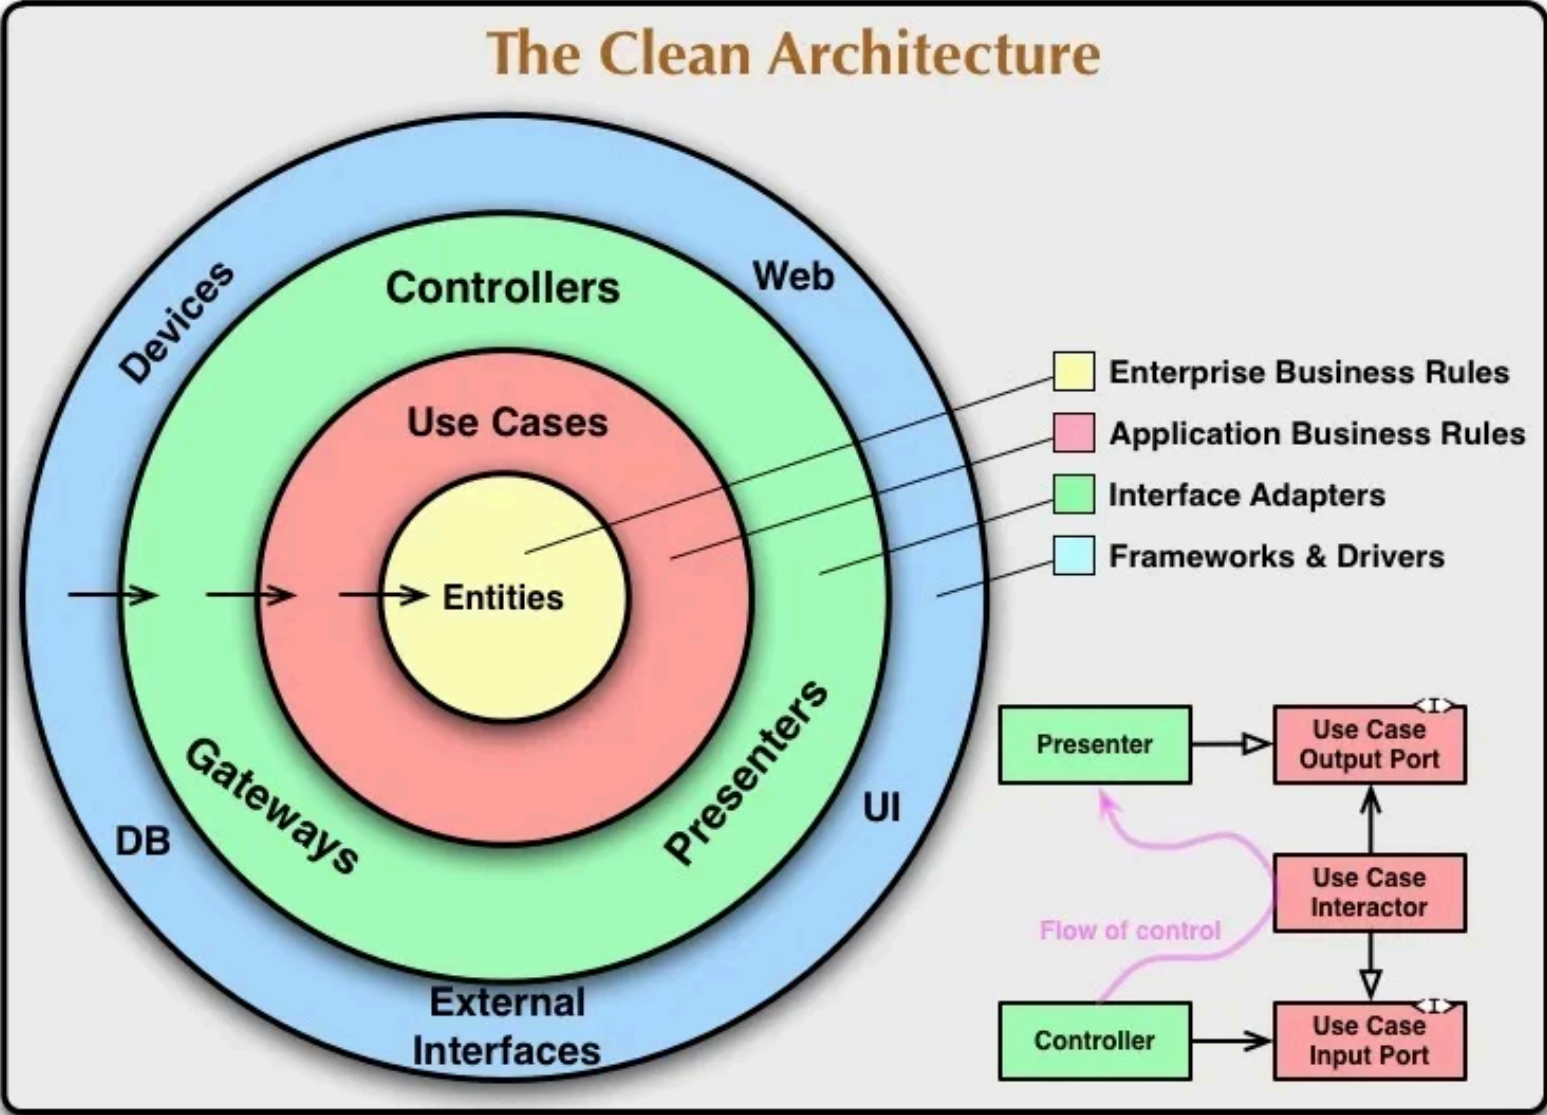 The Clean Architecture
Devices
Web
Controllers
Use Cases
Entities
Gateways
Presenters
DB
UI
External
Interfaces
Enterprise Business Rules
Application Business Rules
Interface Adapters
Frameworks & Drivers
Presenter
<I>
Use Case
Output Port
Use Case
Interactor
Flow of control
Controller
<I>
Use Case
Input Port